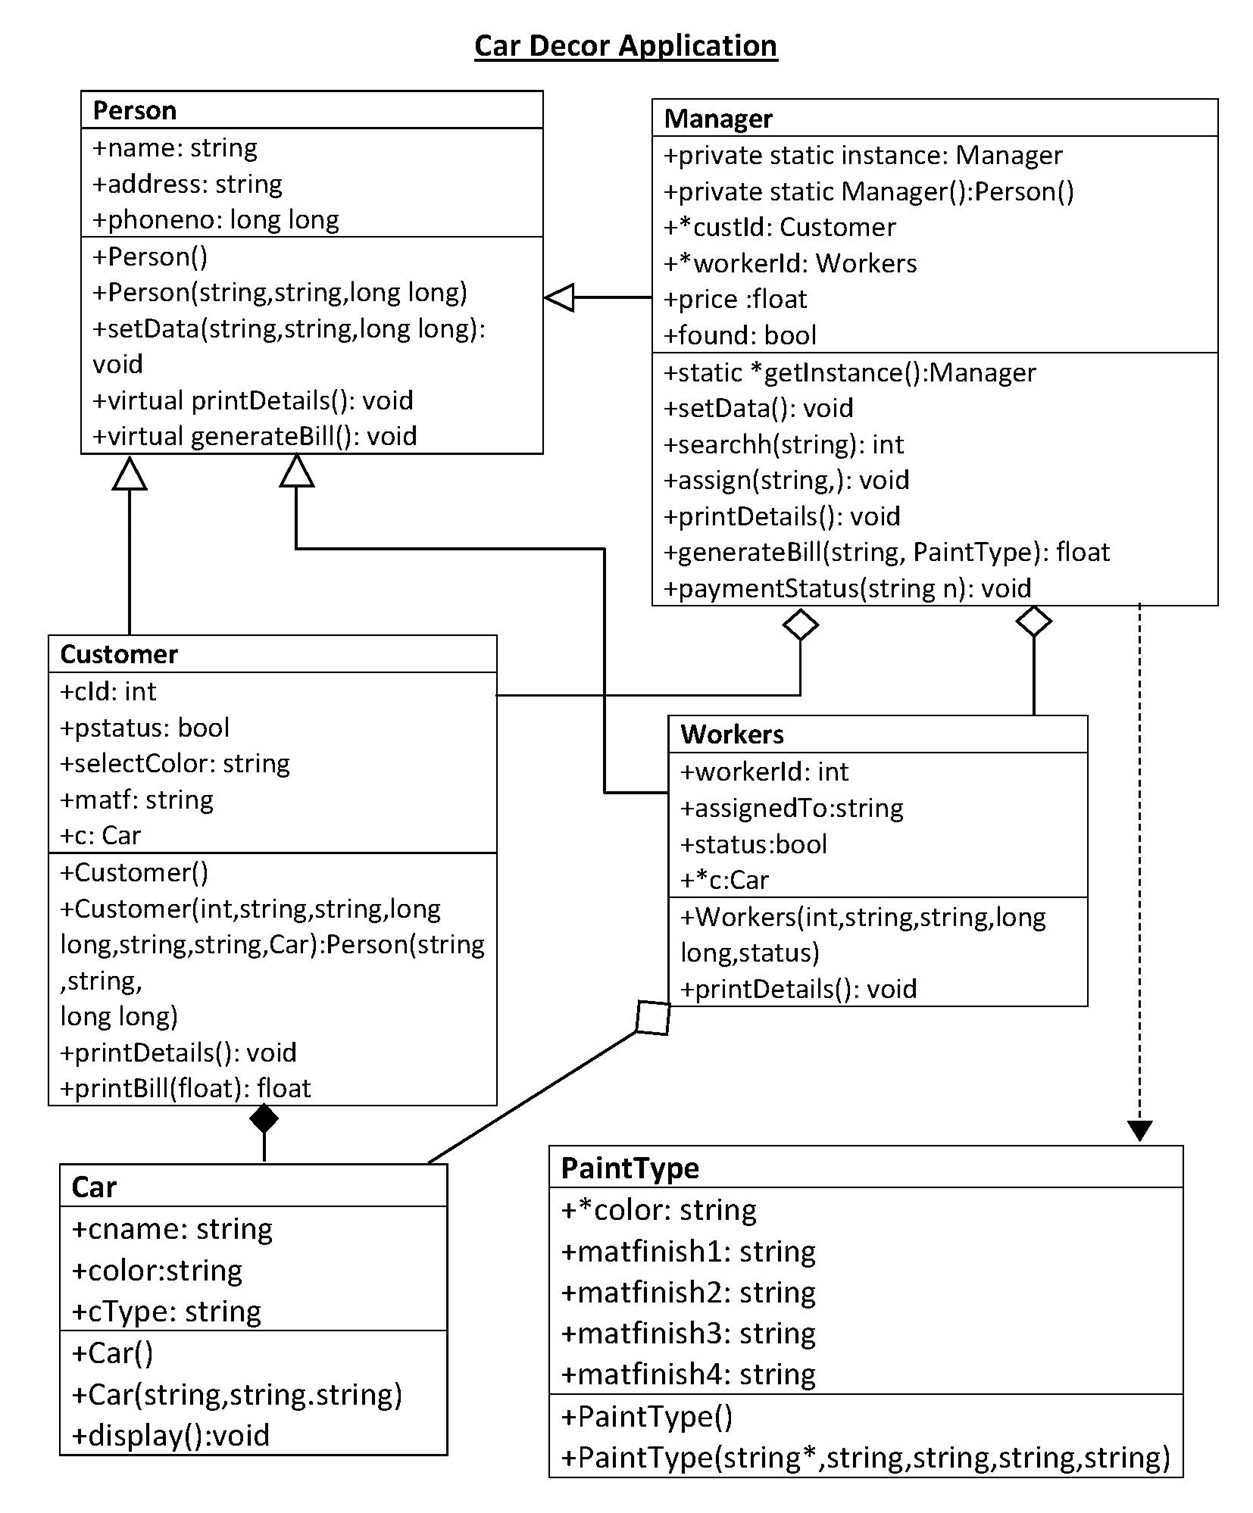 Car Decor Application
Person
+name: string
+address: string
+phoneno: long long
+Person()
+Person(string,string,long long)
+setData(string,string,long long):
void
+virtual printDetails(): void
+virtual generateBill(): void
Manager
+private static instance: Manager
+private static Manager():Person()
+*custId: Customer
+*workerId: Workers
+price :float
+found: bool
+static *getInstance():Manager
+setData(): void
+searchh(string): int
+assign(string,): void
+printDetails(): void
+generateBill(string, PaintType): float
+paymentStatus(string n): void
Customer
+cId: int
+pstatus: bool
+selectColor: string
+matf: string
+c: Car
+Customer()
+Customer(int,string,string,long
long,string,string,Car):Person(string
,string,
long long)
+printDetails(): void
+printBill(float): float
Workers
+workerId: int
+assignedTo:string
+status:bool
+*c:Car
+Workers(int,string,string,long
long,status)
+printDetails(): void
Car
+cname: string
+color:string
+cType: string
+Car()
+Car(string,string.string)
+display():void
PaintType
+*color: string
+matfinish1: string
+matfinish2: string
+matfinish3: string
+matfinish4: string
+PaintType()
+PaintType(string*,string,string,string,string)